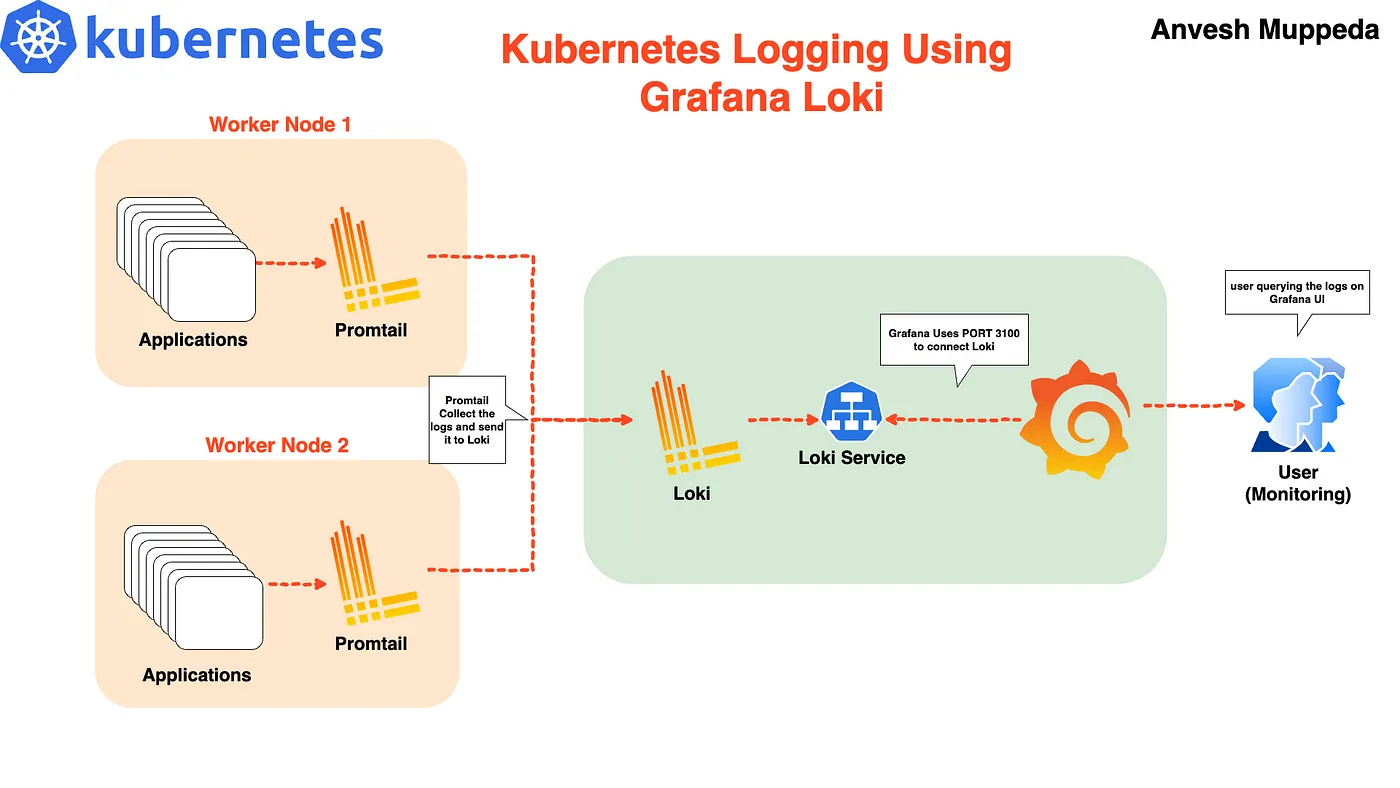 kubernetes
Kubernetes Logging Using
Grafana Loki
Anvesh Muppeda
Worker Node 1
Applications
Promtail
Promtail
Collect the
logs and send
it to Loki
Worker Node 2
Applications
Promtail
Loki
Loki Service
Grafana Uses PORT 3100
to connect Loki
user querying the logs on
Grafana UI
User
(Monitoring)